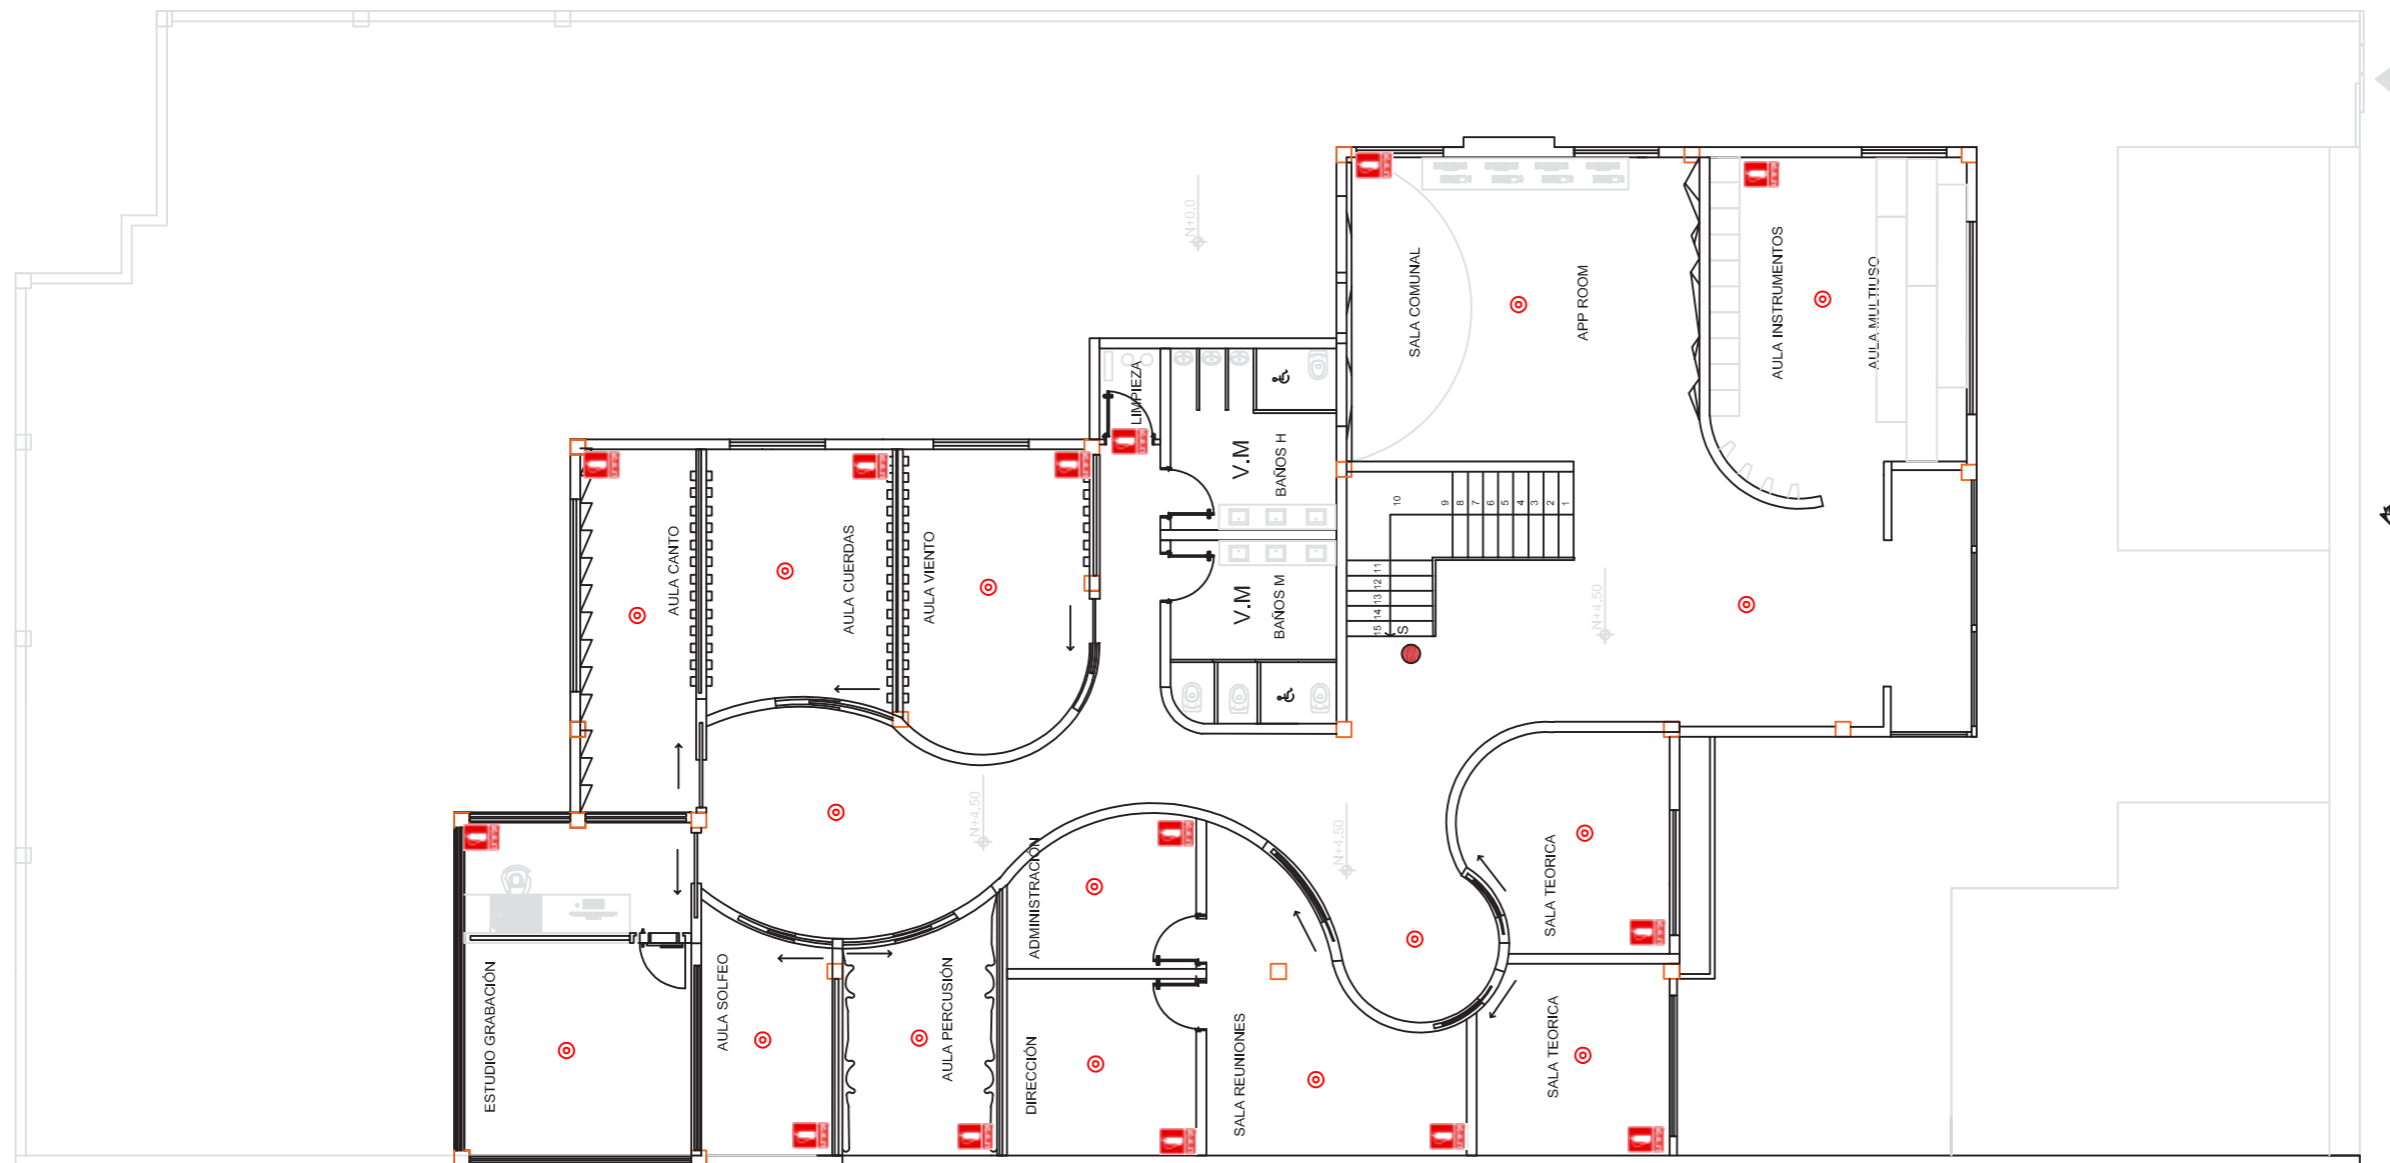 N+0,0
SALA COMUNAL
APP ROOM
AULA INSTRUMENTOS
AULA MULTIUSO
LIMPIEZA
V.M
BAÑOS H
V.M
BAÑOS M
10
9 8 7 6 5 4 3 2 1
11
12
13
14
15
S
N+4,50
AULA CANTO
AULA CUERDAS
AULA VIENTO
N+4,50
N+4,50
ADMINISTRACIÓN
SALA TEORICA
ESTUDIO GRABACIÓN
AULA SOLFEO
AULA PERCUSIÓN
DIRECCIÓN
SALA REUNIONES
SALA TEORICA